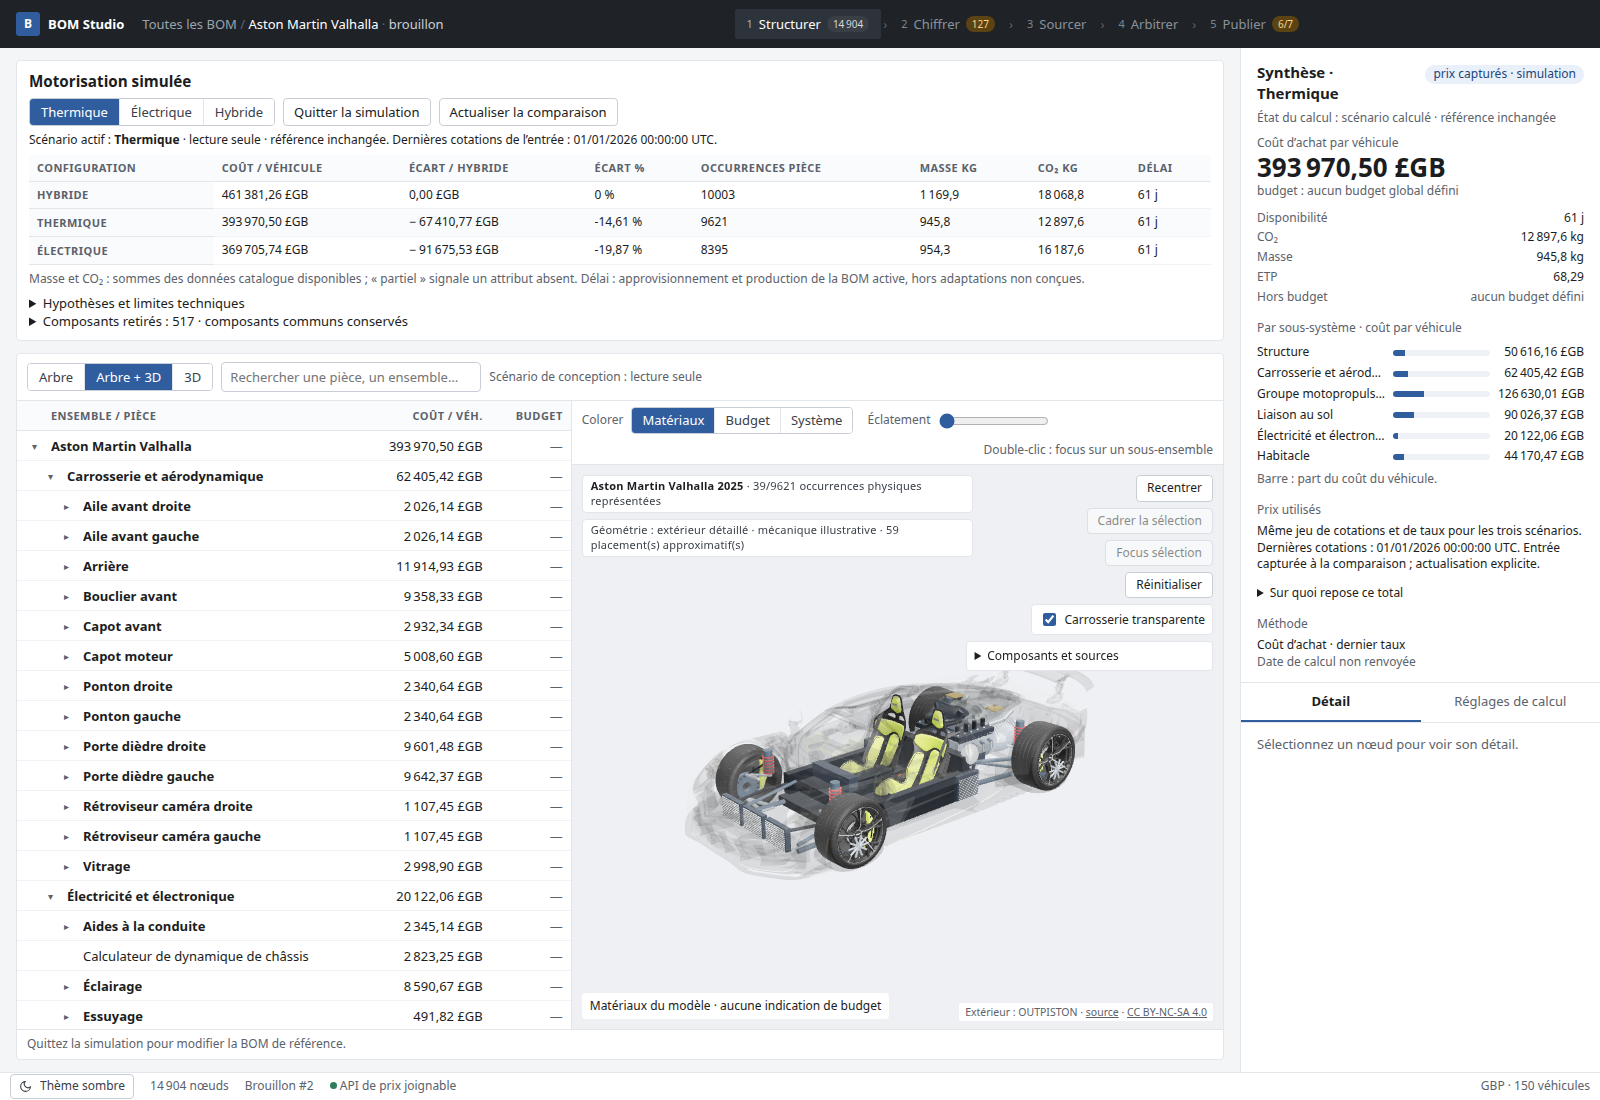 B BOM Studio Toutes les BOM / Aston Martin Valhalla · brouillon
1 Structurer 14 904 › 2 Chiffrer 127 › 3 Sourcer › 4 Arbitrer › 5 Publier 6/7
Motorisation simulée
Thermique Électrique Hybride Quitter la simulation Actualiser la comparaison
Scénario actif : Thermique · lecture seule · référence inchangée. Dernières cotations de l’entrée : 01/01/2026 00:00:00 UTC.
CONFIGURATION COÛT / VÉHICULE ÉCART / HYBRIDE ÉCART % OCCURRENCES PIÈCE MASSE KG CO₂ KG DÉLAI
HYBRIDE 461 381,26 £GB 0,00 £GB 0 % 10003 1 169,9 18 068,8 61 j
THERMIQUE 393 970,50 £GB − 67 410,77 £GB -14,61 % 9621 945,8 12 897,6 61 j
ÉLECTRIQUE 369 705,74 £GB − 91 675,53 £GB -19,87 % 8395 954,3 16 187,6 61 j
Masse et CO₂ : sommes des données catalogue disponibles ; « partiel » signale un attribut absent. Délai : approvisionnement et production de la BOM active, hors adaptations non conçues.
▶ Hypothèses et limites techniques
▶ Composants retirés : 517 · composants communs conservés
Arbre Arbre + 3D 3D Rechercher une pièce, un ensemble... Scénario de conception : lecture seule
ENSEMBLE / PIÈCE COÛT / VÉH. BUDGET
Aston Martin Valhalla 393 970,50 £GB —
Carrosserie et aérodynamique 62 405,42 £GB —
Aile avant droite 2 026,14 £GB —
Aile avant gauche 2 026,14 £GB —
Arrière 11 914,93 £GB —
Bouclier avant 9 358,33 £GB —
Capot avant 2 932,34 £GB —
Capot moteur 5 008,60 £GB —
Ponton droite 2 340,64 £GB —
Ponton gauche 2 340,64 £GB —
Porte dièdre droite 9 601,48 £GB —
Porte dièdre gauche 9 642,37 £GB —
Rétroviseur caméra droite 1 107,45 £GB —
Rétroviseur caméra gauche 1 107,45 £GB —
Vitrage 2 998,90 £GB —
Électricité et électronique 20 122,06 £GB —
Aides à la conduite 2 345,14 £GB —
Calculateur de dynamique de châssis 2 823,25 £GB —
Éclairage 8 590,67 £GB —
Essuyage 491,82 £GB —
Quittez la simulation pour modifier la BOM de référence.
Colorer Matériaux Budget Système Éclatement
Double-clic : focus sur un sous-ensemble
Aston Martin Valhalla 2025 · 39/9621 occurrences physiques
représentées
Géométrie : extérieur détaillé · mécanique illustrative · 59
placement(s) approximatif(s)
Recentrer
Cadrer la sélection
Focus sélection
Réinitialiser
Carrosserie transparente
▶ Composants et sources
Matériaux du modèle · aucune indication de budget
Extérieur : OUTPISTON · source · CC BY-NC-SA 4.0
Synthèse ·
Thermique
prix capturés · simulation
État du calcul : scénario calculé · référence inchangée
Coût d’achat par véhicule
393 970,50 £GB
budget : aucun budget global défini
Disponibilité 61 j
CO₂ 12 897,6 kg
Masse 945,8 kg
ETP 68,29
Hors budget aucun budget défini
Par sous-système · coût par véhicule
Structure 50 616,16 £GB
Carrosserie et aérod... 62 405,42 £GB
Groupe motopropuls... 126 630,01 £GB
Liaison au sol 90 026,37 £GB
Électricité et électron... 20 122,06 £GB
Habitacle 44 170,47 £GB
Barre : part du coût du véhicule.
Prix utilisés
Même jeu de cotations et de taux pour les trois scénarios.
Dernières cotations : 01/01/2026 00:00:00 UTC. Entrée
capturée à la comparaison ; actualisation explicite.
▶ Sur quoi repose ce total
Méthode
Coût d’achat · dernier taux
Date de calcul non renvoyée
Détail Réglages de calcul
Sélectionnez un nœud pour voir son détail.
Thème sombre 14 904 nœuds Brouillon #2 API de prix joignable
GBP · 150 véhicules